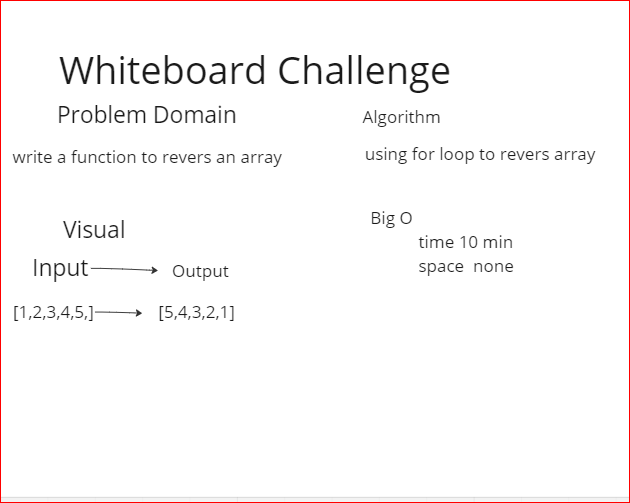 Whiteboard Challenge
Problem Domain
write a function to revers an array
Algorithm
using for loop to revers array
Visual
Input
Output
[1,2,3,4,5,]
[5,4,3,2,1]
Big O
time 10 min
space none